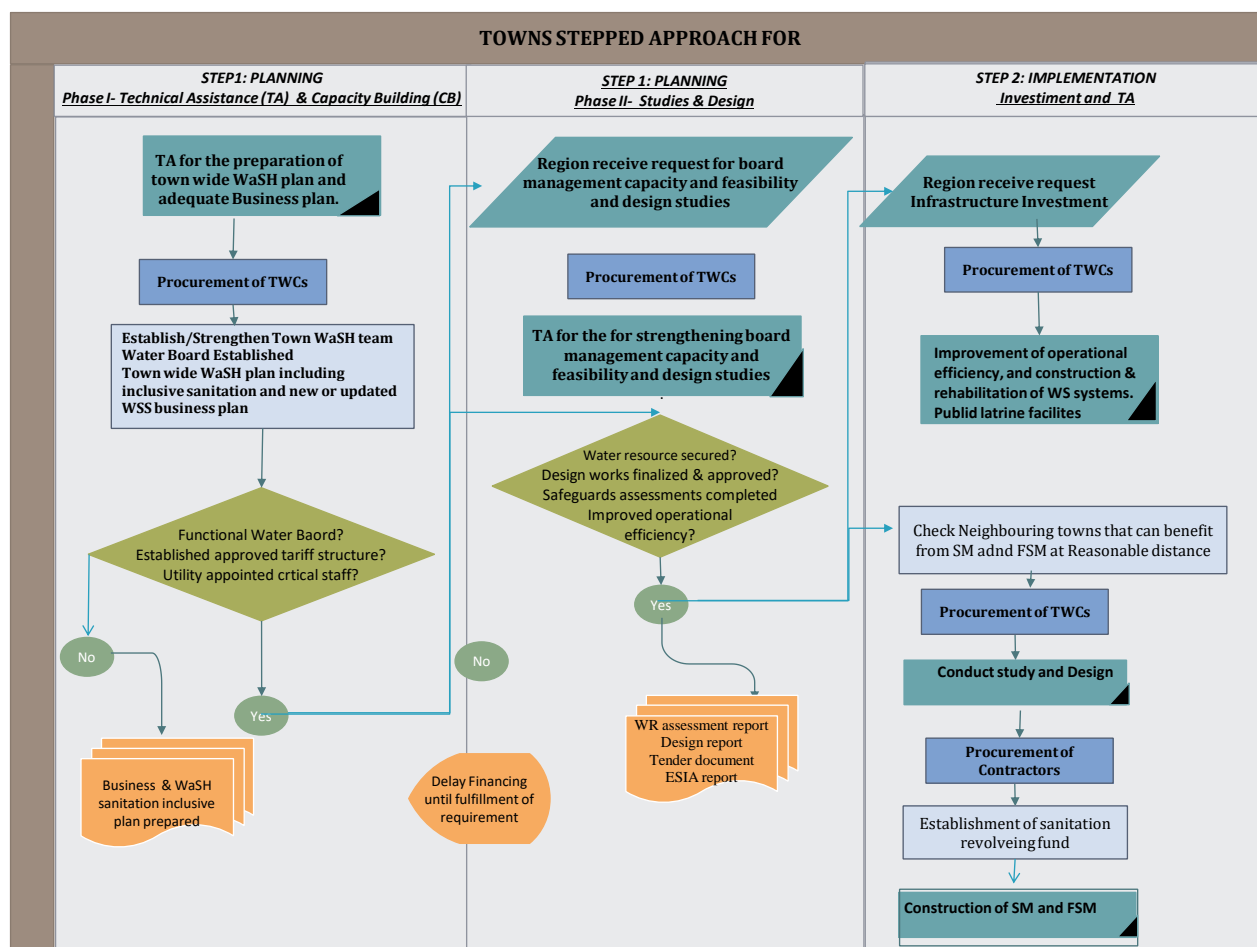 TOWNS STEPPED APPROACH FOR
STEP1: PLANNING
Phase I- Technical Assistance (TA) & Capacity Building (CB)
TA for the preparation of
town wide WaSH plan and
adequate Business plan.
Procurement of TWCs
Establish/Strengthen Town WaSH team
Water Board Established
Town wide WaSH plan including
inclusive sanitation and new or updated
WSS business plan
Functional Water Baord?
Established approved tariff structure?
Utility appointed crtical staff?
No
Yes
Business & WaSH
sanitation inclusive
plan prepared
STEP 1: PLANNING
Phase II- Studies & Design
Region receive request for board
management capacity and feasibility
and design studies
Procurement of TWCs
TA for the for strengthening board
management capacity and
feasibility and design studies
.
Water resource secured?
Design works finalized & approved?
Safeguards assessments completed
Improved operational
efficiency?
Yes
No
WR assessment report
Design report
Tender document
ESIA report
Delay Financing
until fulfillment of
requirement
STEP 2: IMPLEMENTATION
Investiment and TA
Region receive request
Infrastructure Investment
Procurement of TWCs
Improvement of operational
efficiency, and construction &
rehabilitation of WS systems.
Publid latrine facilites
Check Neighbouring towns that can benefit
from SM adnd FSM at Reasonable distance
Procurement of TWCs
Conduct study and Design
Procurement of
Contractors
Establishment of sanitation
revolveing fund
Construction of SM and FSM